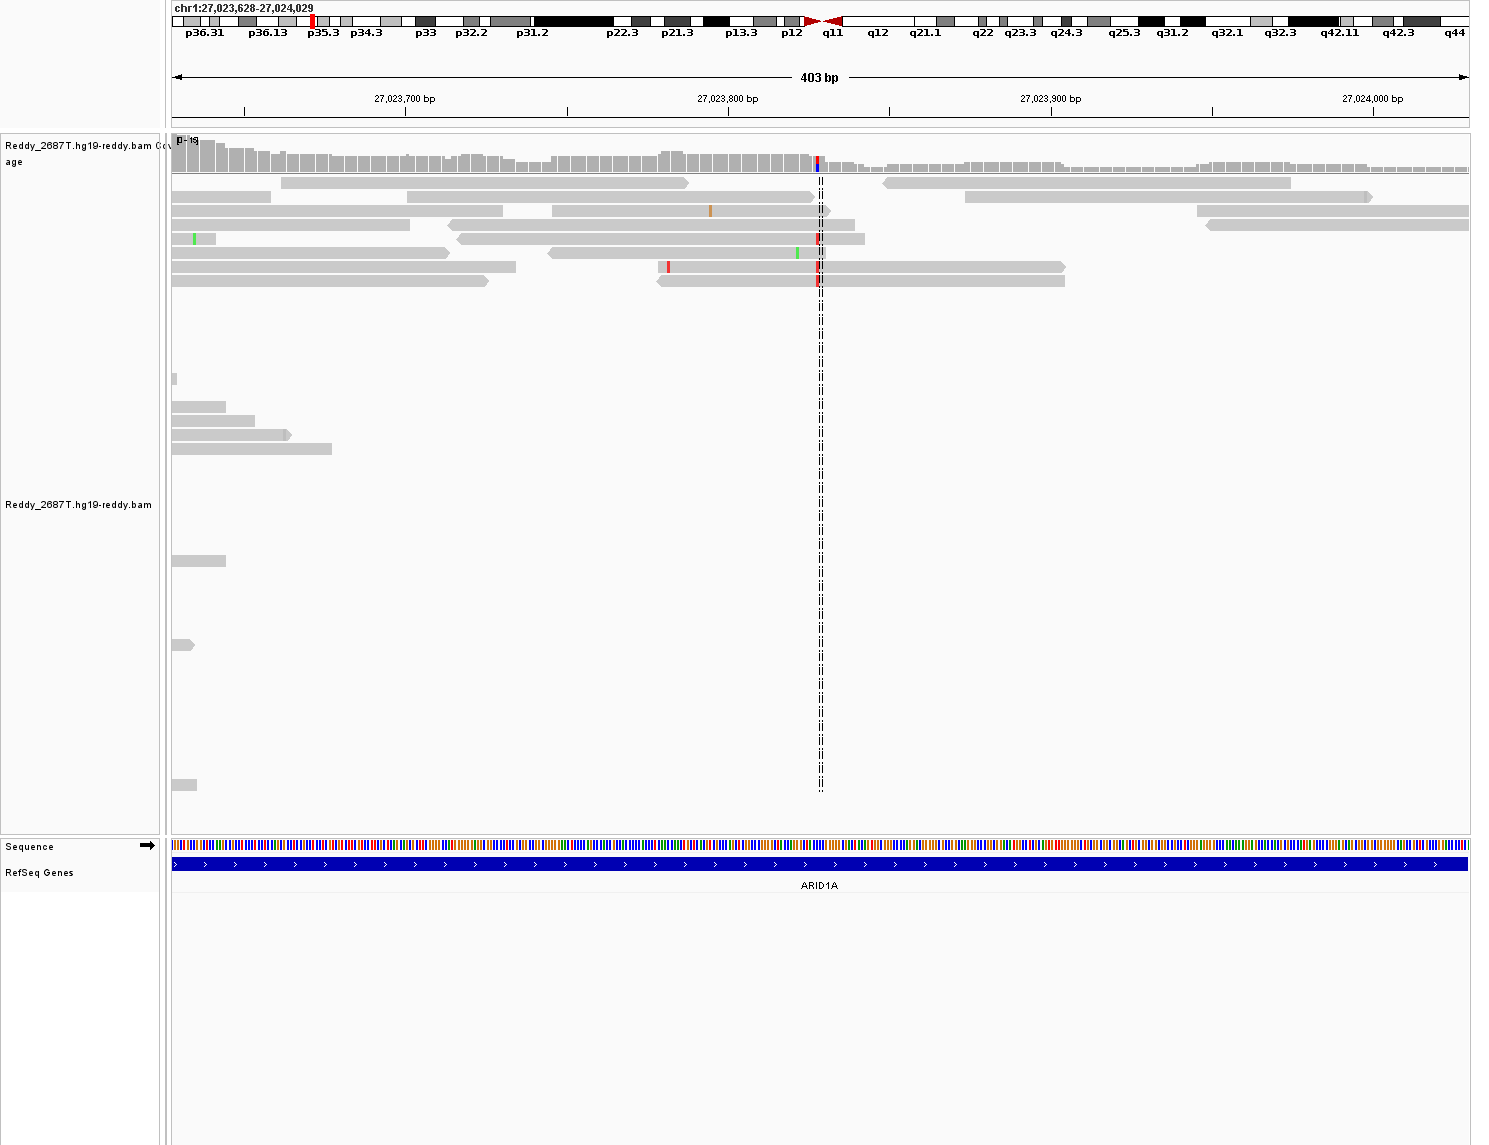 chr1:27,023,628-27,024,029
p36.31 p36.13 p35.3 p34.3 p33 p32.2 p31.2 p22.3 p21.3 p13.3 p12 q11 q12 q21.1 q22 q23.3 q24.3 q25.3 q31.2 q32.1 q32.3 q42.11 q42.3 q44
403 bp
27,023,700 bp 27,023,800 bp 27,023,900 bp 27,024,000 bp
Reddy_2687T.hg19-reddy.bam Cov
age
Reddy_2687T.hg19-reddy.bam
Sequence
RefSeq Genes
ARID1A